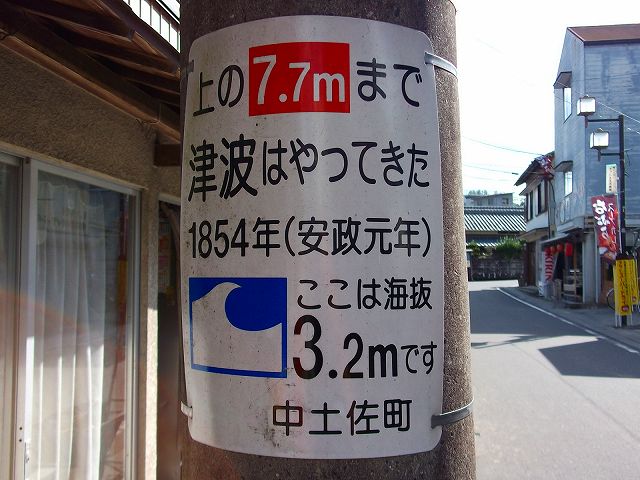 上の7.7mまで
津波はやってきた
1854年(安政元年)
ここは海抜
3.2mです
中土佐町